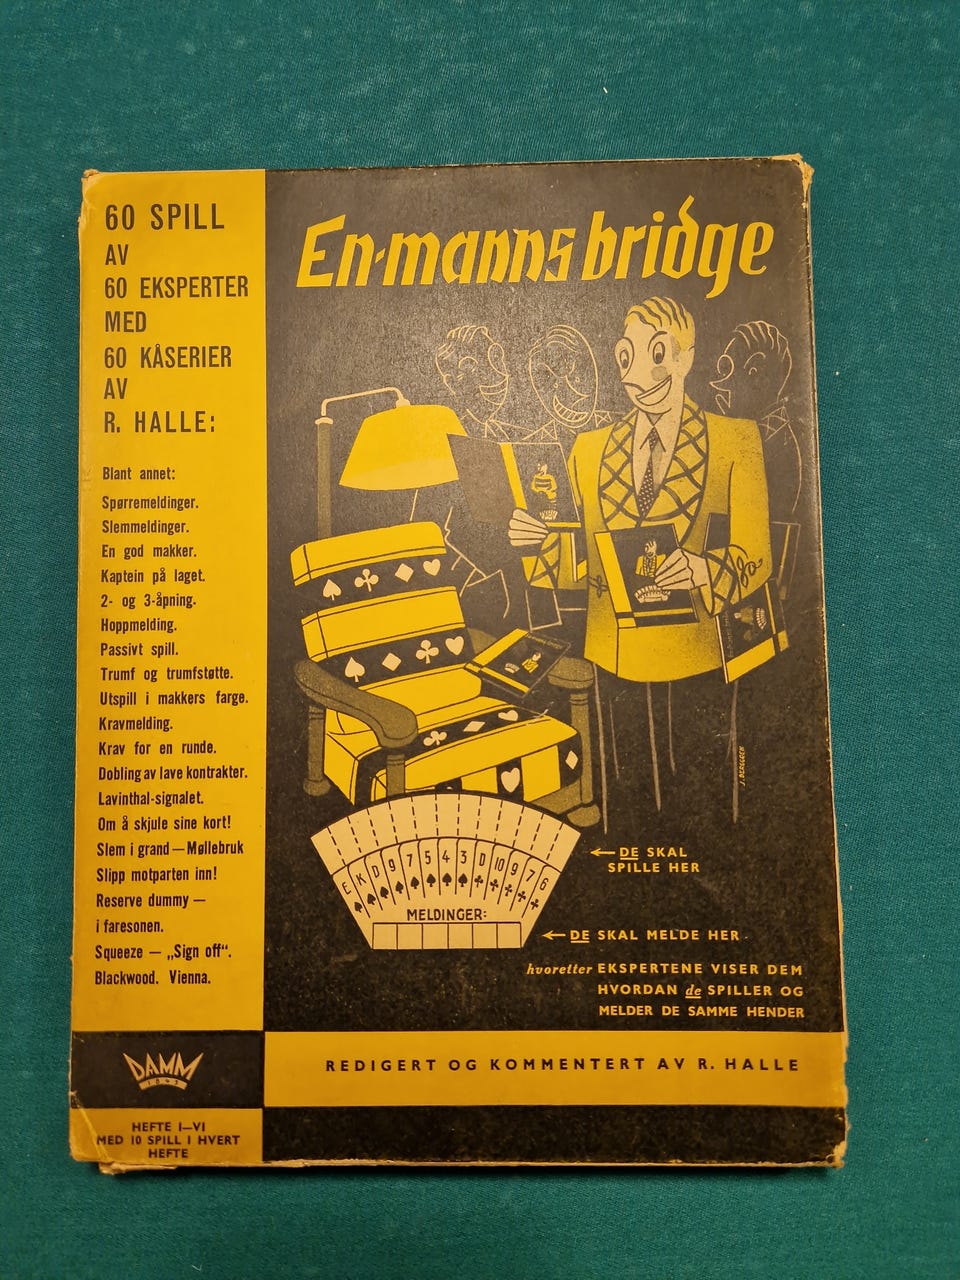 60 SPILL
AV
60 EKSPERTER
MED
60 KÅSERIER
AV
R. HALLE:
Blant annet:
Spørremeldinger.
Slemmeldinger.
En god makker.
Kaptein på laget.
2- og 3-åpning.
Hoppmelding.
Passivt spill.
Trumf og trumfstøtte.
Utspill i makkers farge.
Kravmelding.
Krav for en runde.
Dobling av lave kontrakter.
Lavinthal-signalet.
Om å skjule sine kort!
Slem i grand — Møllebruk
Slipp motparten inn!
Reserve dummy —
i faresonen.
Squeeze — „Sign off“.
Blackwood. Vienna.
DAMM
1843
HEFTE I—VI
MED 10 SPILL I HVERT
HEFTE
En-manns bridge
J. BERGGREN
E K D 9 7 5 4 3 D 10 9 7 6
MELDINGER:
← DE SKAL
SPILLE HER
← DE SKAL MELDE HER
hvoretter EKSPERTENE VISER DEM
HVORDAN de SPILLER OG
MELDER DE SAMME HENDER
REDIGERT OG KOMMENTERT AV R. HALLE